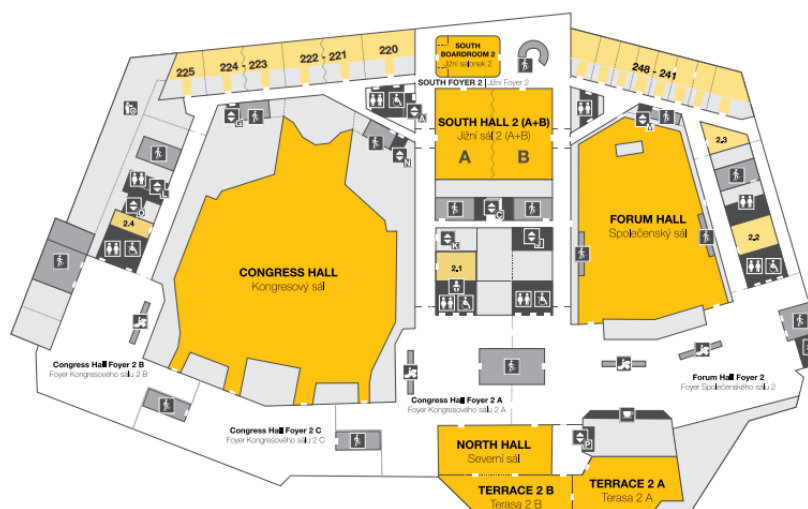 225
224 - 223
222 - 221
220
SOUTH
BOARDROOM 2
Jižní salonek 2
248 - 241
SOUTH FOYER 2 | Jižní Foyer 2
SOUTH HALL 2 (A+B)
Jižní sál 2 (A+B)
A
B
G
A
N
L
O
2.4
C
K
J
2.1
2.3
2.2
FORUM HALL
Společenský sál
CONGRESS HALL
Kongresový sál
Congress Hall Foyer 2 B
Foyer Kongresového sálu 2 B
Congress Hall Foyer 2 A
Foyer Kongresového sálu 2 A
Forum Hall Foyer 2
Foyer Společenského sálu 2
Congress Hall Foyer 2 C
Foyer Kongresového sálu 2 C
NORTH HALL
Severní sál
P
TERRACE 2 B
Terasa 2 B
TERRACE 2 A
Terasa 2 A